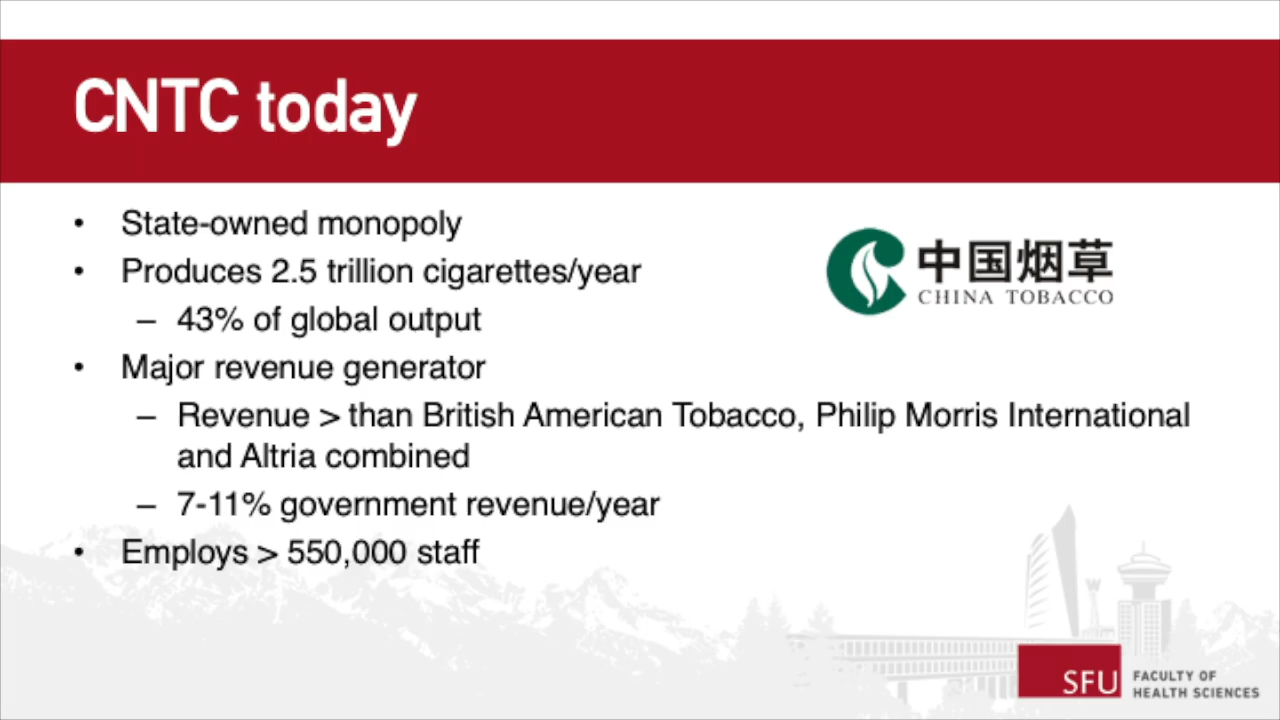 CNTC today
• State-owned monopoly
• Produces 2.5 trillion cigarettes/year
– 43% of global output
• Major revenue generator
– Revenue > than British American Tobacco, Philip Morris International
and Altria combined
– 7-11% government revenue/year
• Employs > 550,000 staff
中国烟草
CHINA TOBACCO
SFU
FACULTY OF
HEALTH SCIENCES